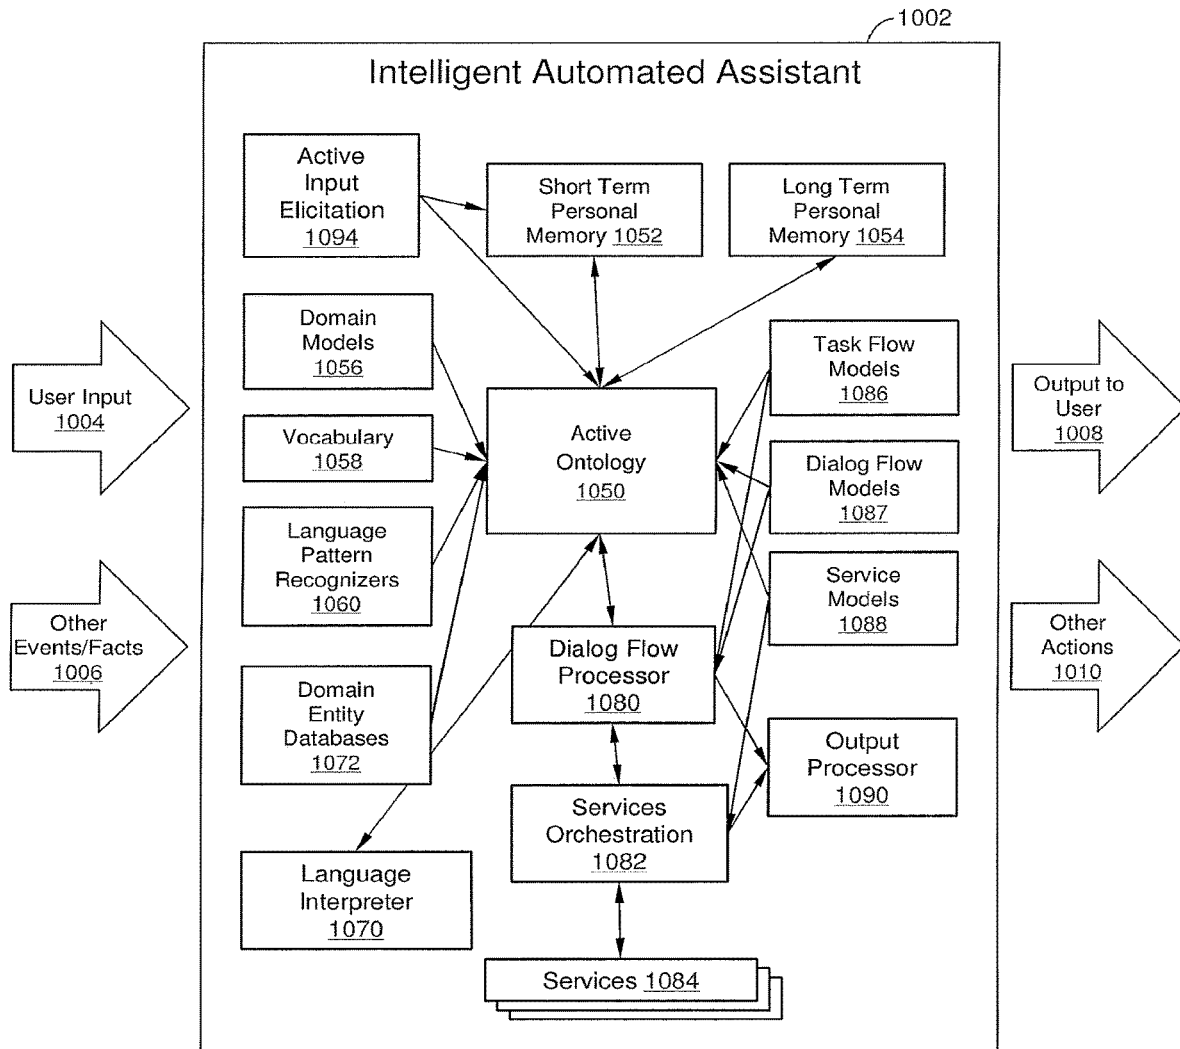 1002
Intelligent Automated Assistant
Active
Input
Elicitation
1094
Short Term
Personal
Memory 1052
Long Term
Personal
Memory 1054
Domain
Models
1056
Task Flow
Models
1086
User Input
1004
Output to
User
1008
Vocabulary
1058
Active
Ontology
1050
Dialog Flow
Models
1087
Language
Pattern
Recognizers
1060
Service
Models
1088
Other
Events/Facts
1006
Other
Actions
1010
Dialog Flow
Processor
1080
Domain
Entity
Databases
1072
Output
Processor
1090
Services
Orchestration
1082
Language
Interpreter
1070
Services 1084